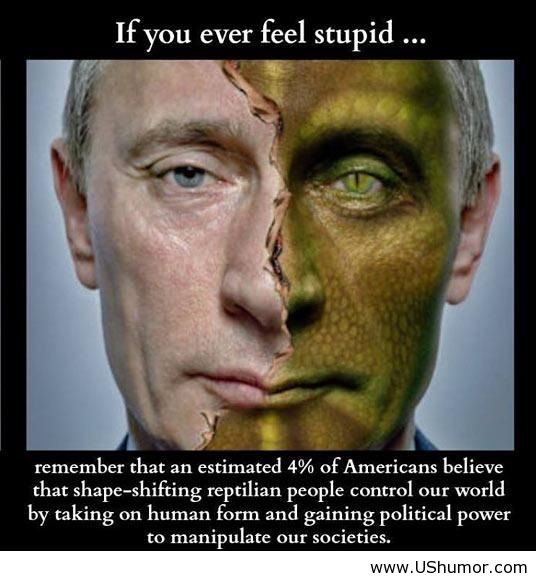 If you ever feel stupid ...
remember that an estimated 4% of Americans believe
that shape-shifting reptilian people control our world
by taking on human form and gaining political power
to manipulate our societies.
www.UShumor.com